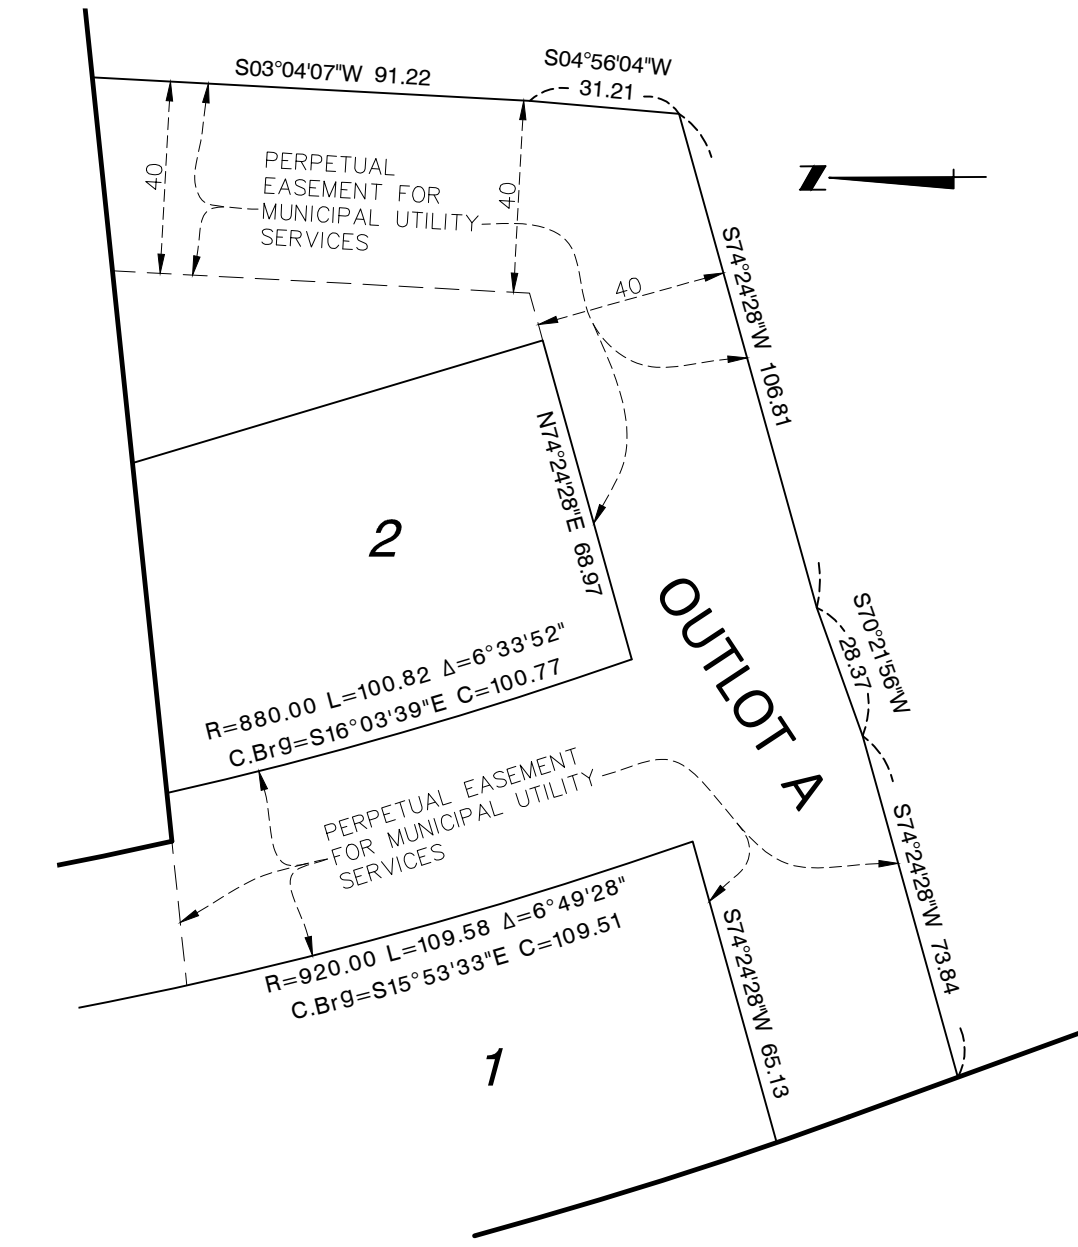 S03°04'07"W 91.22
S04°56'04"W
31.21
40
PERPETUAL
EASEMENT FOR
MUNICIPAL UTILITY
SERVICES
40
N
40
S74°24'28"W 106.81
N74°24'28"E 68.97
2
OUTLOT A
S70°21'56"W
28.37
R=880.00 L=100.82 Δ=6°33'52"
C.Brg=S16°03'39"E C=100.77
PERPETUAL EASEMENT
FOR MUNICIPAL UTILITY
SERVICES
S74°24'28"W 73.84
R=920.00 L=109.58 Δ=6°49'28"
C.Brg=S15°53'33"E C=109.51
S74°24'28"W 65.13
1